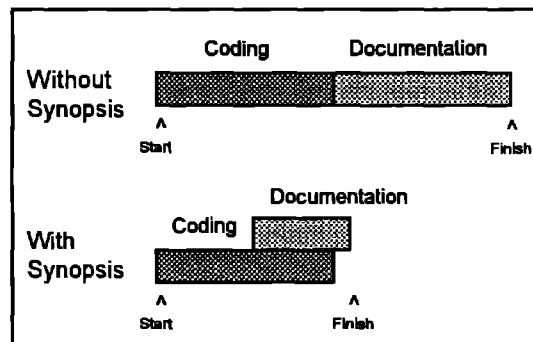 Coding Documentation
Without
Synopsis
^ ^
Start Finish
Documentation
Coding
With
Synopsis
^ ^
Start Finish